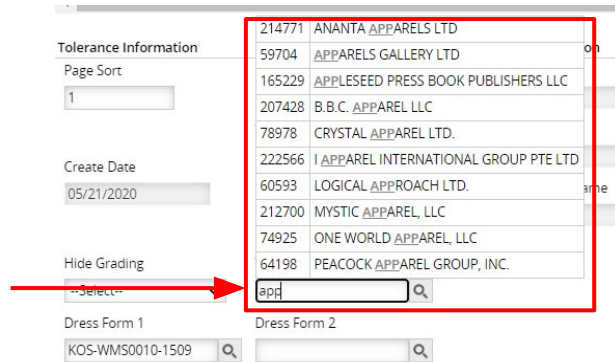 214771 ANANTA APPARELS LTD
Tolerance Information
on
59704 APPARELS GALLERY LTD
Page Sort
165229 APPLESEED PRESS BOOK PUBLISHERS LLC
1
207428 B.B.C. APPAREL LLC
78978 CRYSTAL APPAREL LTD.
222566 I APPAREL INTERNATIONAL GROUP PTE LTD
Create Date
60593 LOGICAL APPROACH LTD.
ame
05/21/2020
212700 MYSTIC APPAREL, LLC
74925 ONE WORLD APPAREL, LLC
Hide Grading
64198 PEACOCK APPAREL GROUP, INC.
--Select--
app
Dress Form 1
Dress Form 2
KOS-WMS0010-1509